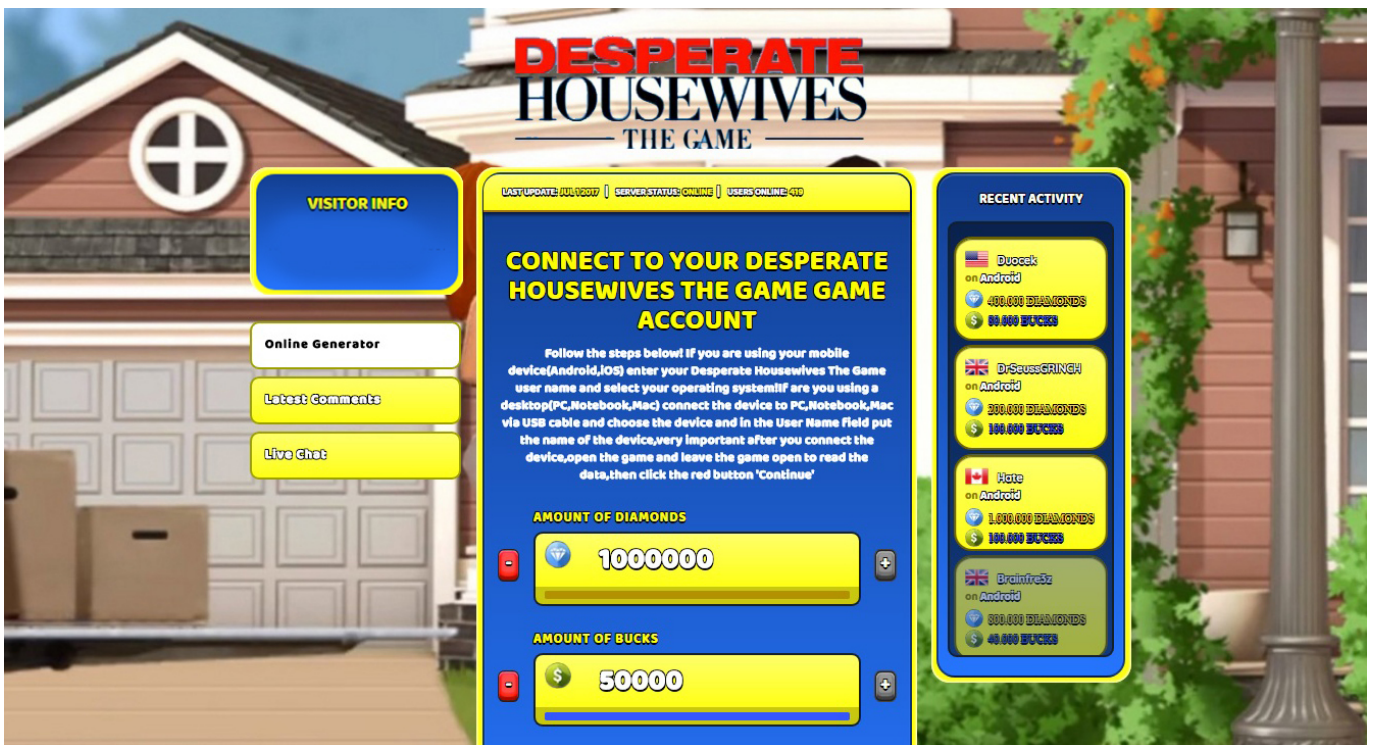 DESPERATE
HOUSEWIVES
THE GAME
VISITOR INFO
Online Generator
Latest Comments
Live Chat
LAST UPDATE: JUL 1 2017 | SERVER STATUS: ONLINE | USERS ONLINE: 419
CONNECT TO YOUR DESPERATE
HOUSEWIVES THE GAME GAME
ACCOUNT
Follow the steps below! If you are using your mobile
device(Android,iOS) enter your Desperate Housewives The Game
user name and select your operating system!If are you using a
desktop(PC,Notebook,Mac) connect the device to PC,Notebook,Mac
via USB cable and choose the device and in the User Name field put
the name of the device,very important after you connect the
device,open the game and leave the game open to read the
data,then click the red button 'Continue'
AMOUNT OF DIAMONDS
- 1000000 +
AMOUNT OF BUCKS
- $ 50000 +
RECENT ACTIVITY
Duocek
on Android
400.000 DIAMONDS
$ 80.000 BUCKS
DrSeussGRINCH
on Android
200.000 DIAMONDS
$ 100.000 BUCKS
Hate
on Android
1.000.000 DIAMONDS
$ 100.000 BUCKS
Brainfre3z
on Android
800.000 DIAMONDS
$ 40.000 BUCKS